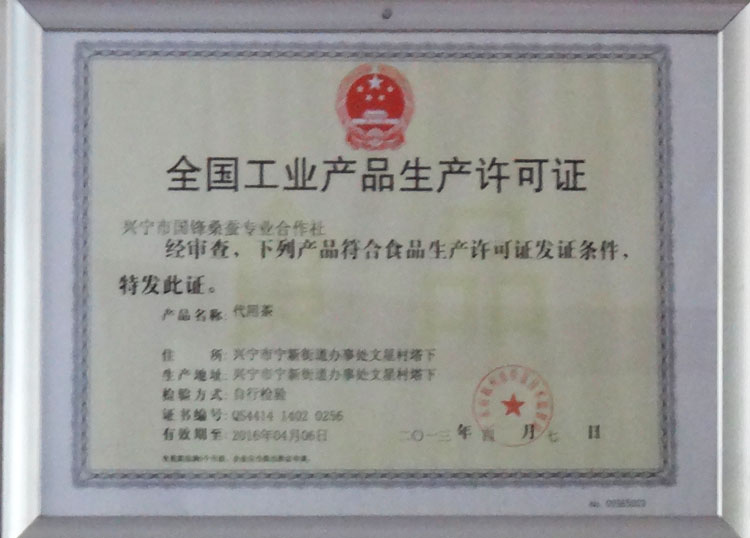 全国工业产品生产许可证
兴宁市国锋桑蚕专业合作社
经审查，下列产品符合食品生产许可证发证条件，
特发此证。
产品名称：代用茶
住 所：兴宁市宁新街道办事处文星村塔下
生产地址：兴宁市宁新街道办事处文星村塔下
检验方式：自行检验
证书编号：QS4414 1402 0256
有效期至：2016年04月06日
二〇一三 年 四 月 七 日